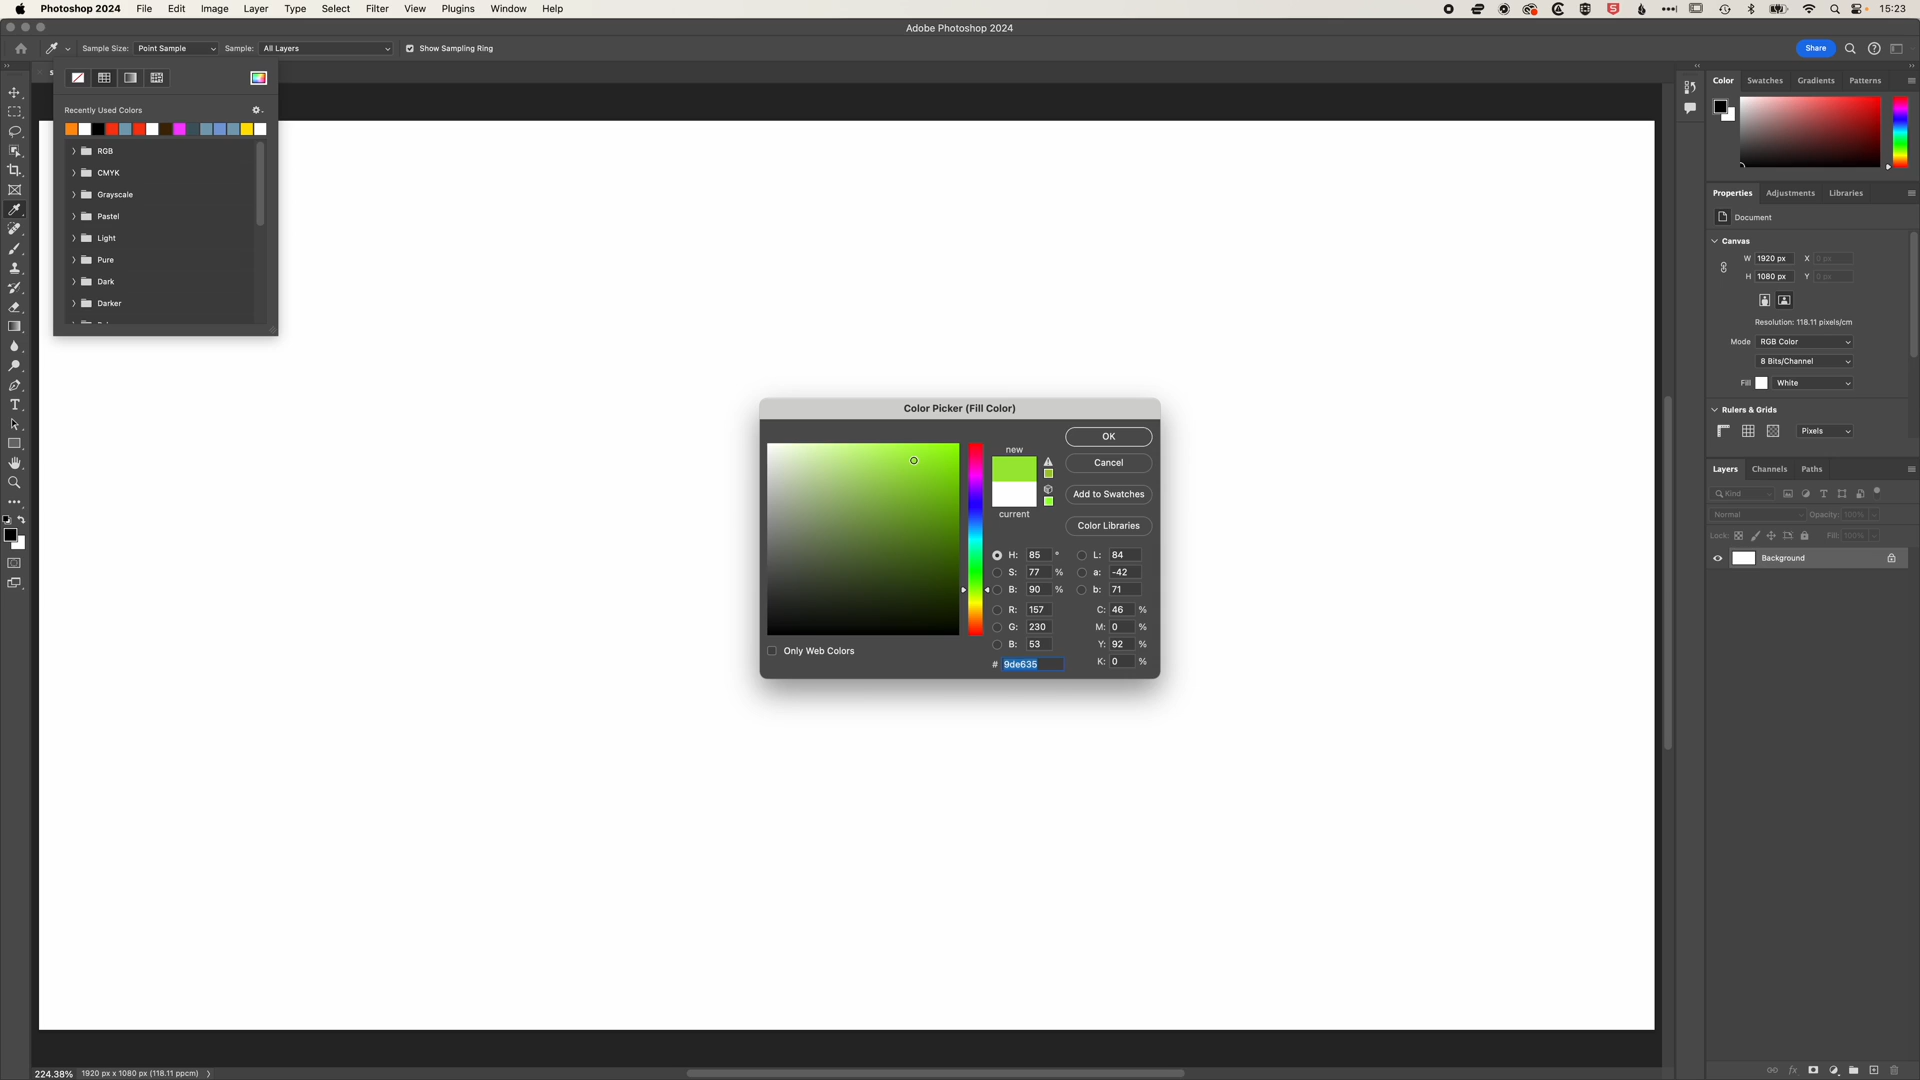 Photoshop 2024 File Edit Image Layer Type Select Filter View Plugins Window Help 15:23
Adobe Photoshop 2024
Sample Size: Point Sample Sample: All Layers Show Sampling Ring Share
Recently Used Colors
RGB
CMYK
Grayscale
Pastel
Light
Pure
Dark
Darker
Color Picker (Fill Color)
new
current
OK
Cancel
Add to Swatches
Color Libraries
H: 85 ° L: 84
S: 77 % a: -42
B: 90 % b: 71
R: 157 C: 46 %
G: 230 M: 0 %
B: 53 Y: 92 %
# 9de635 K: 0 %
Only Web Colors
Color Swatches Gradients Patterns
Properties Adjustments Libraries
Document
Canvas
W 1920 px X 0 px
H 1080 px Y 0 px
Resolution: 118.11 pixels/cm
Mode RGB Color
8 Bits/Channel
Fill White
Rulers & Grids
Pixels
Layers Channels Paths
Kind
Normal Opacity: 100%
Lock: Fill: 100%
Background
224.38% 1920 px x 1080 px (118.11 ppcm)